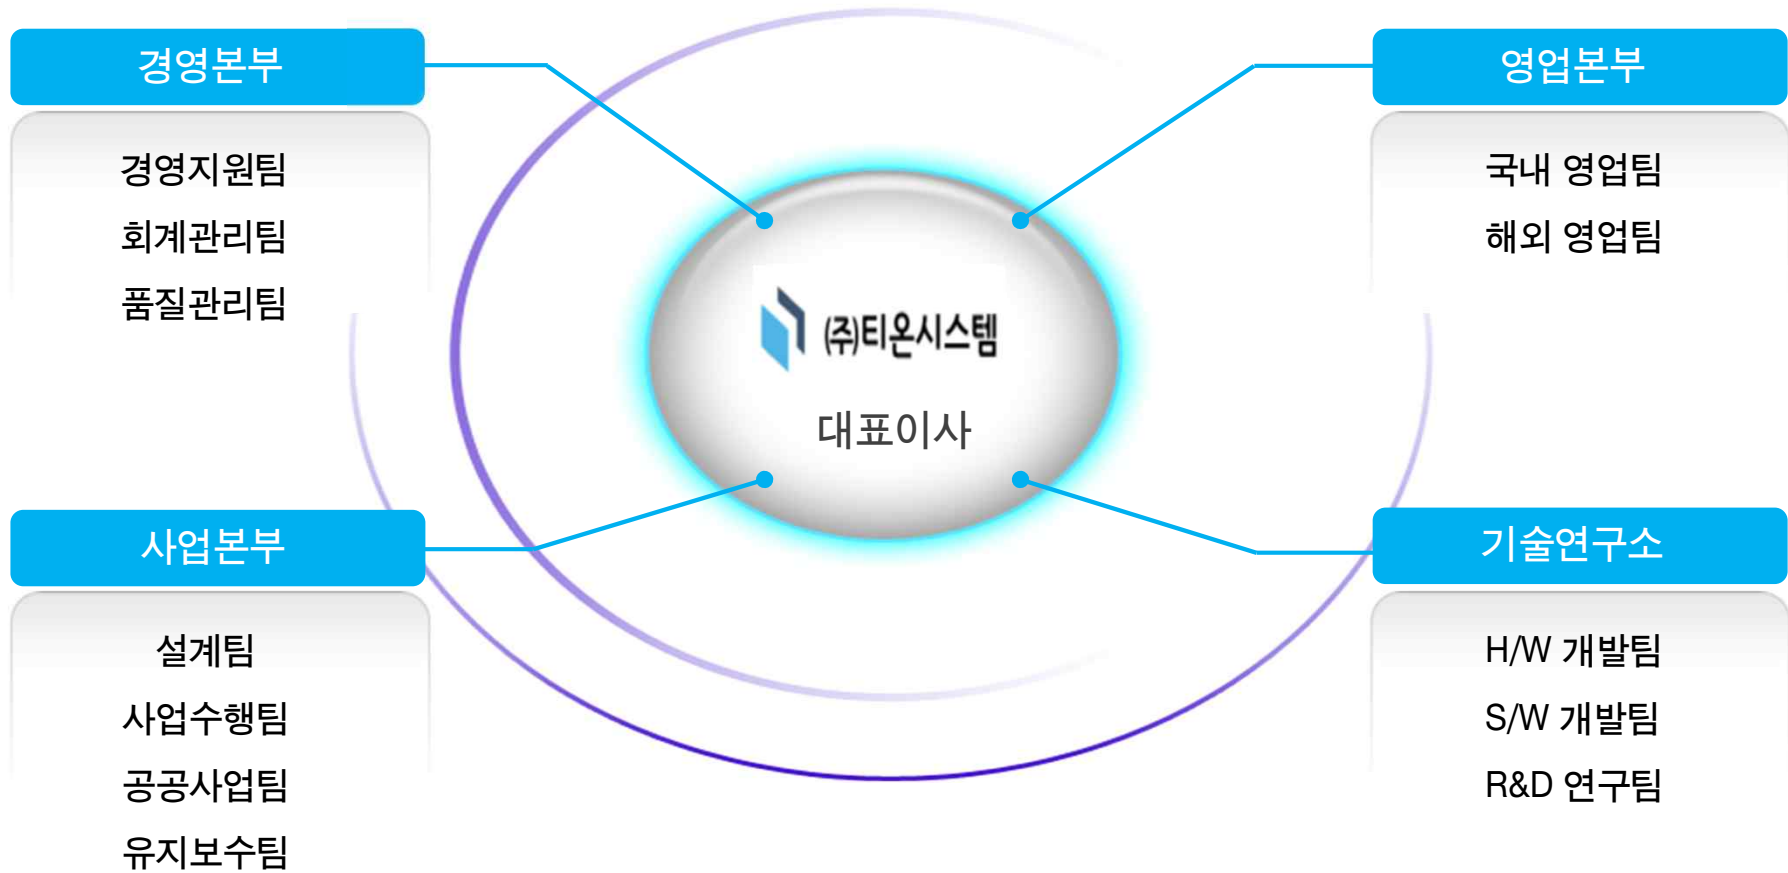 경영본부
경영지원팀
회계관리팀
품질관리팀
영업본부
국내 영업팀
해외 영업팀
(주)티온시스템
대표이사
사업본부
설계팀
사업수행팀
공공사업팀
유지보수팀
기술연구소
H/W 개발팀
S/W 개발팀
R&D 연구팀